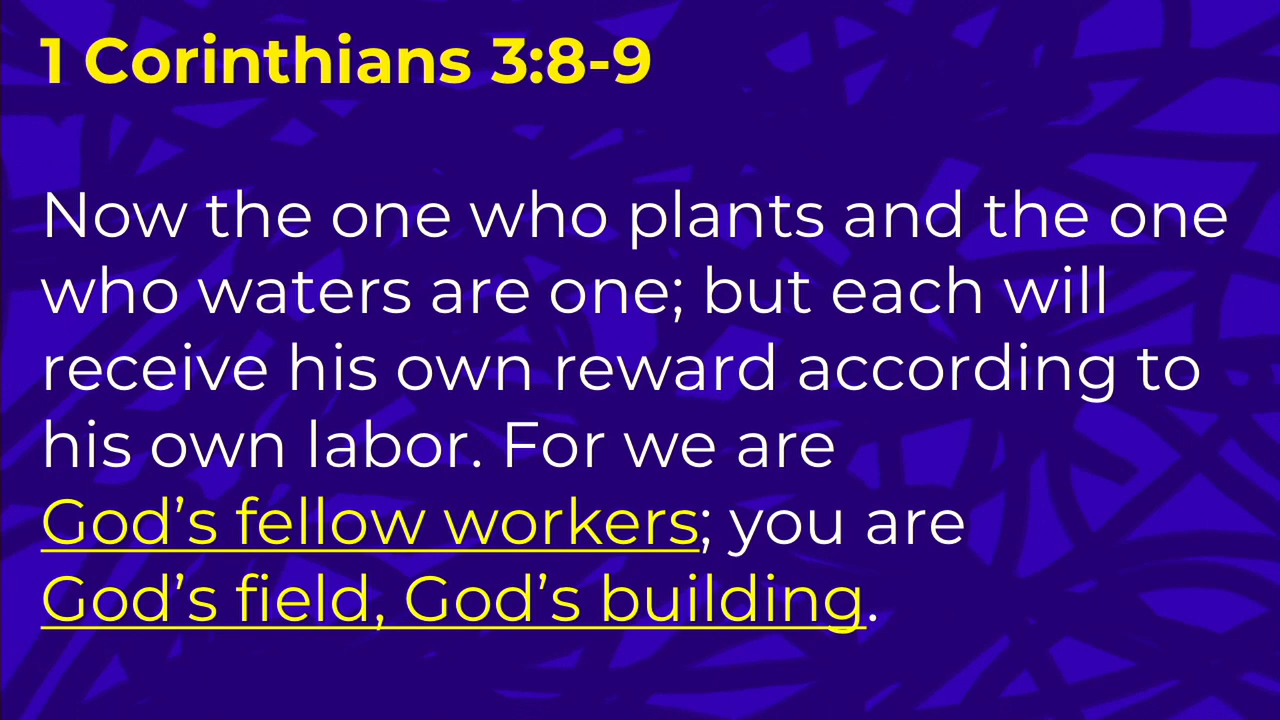 1 Corinthians 3:8-9
Now the one who plants and the one
who waters are one; but each will
receive his own reward according to
his own labor. For we are
God’s fellow workers; you are
God’s field, God’s building.